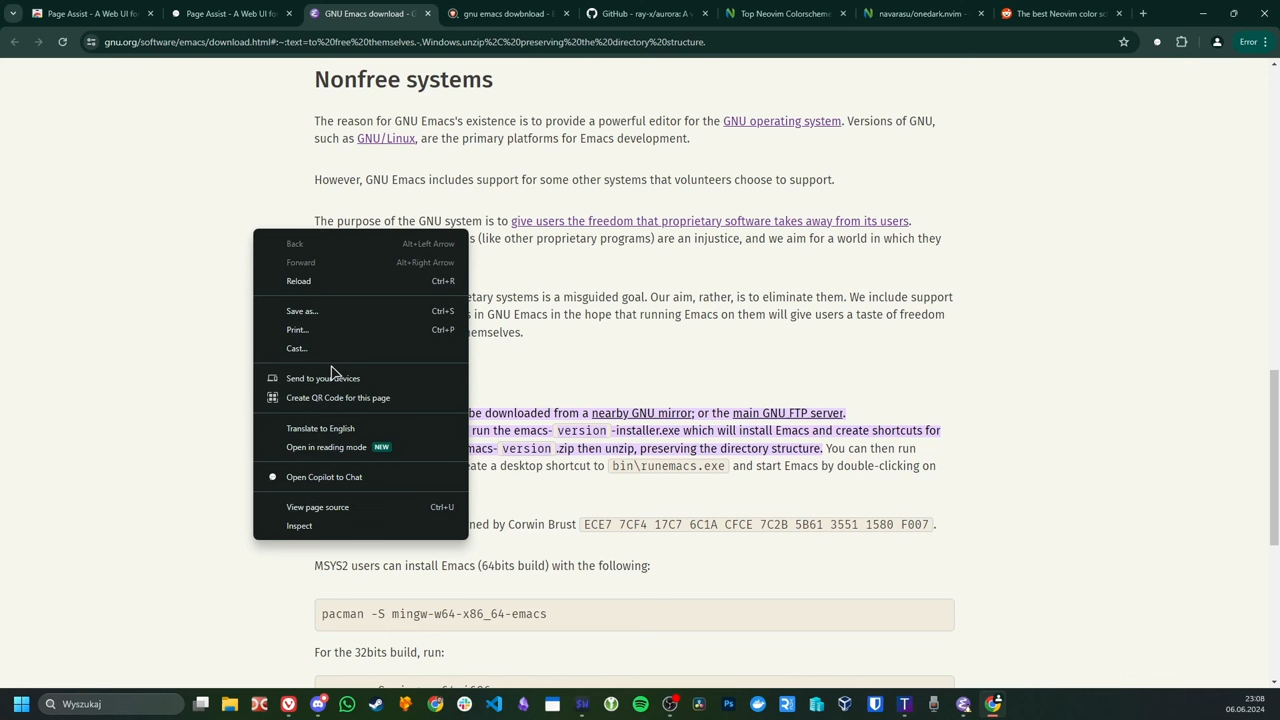 Page Assist - A Web UI for
Page Assist - A Web UI for
GNU Emacs download - G
gnu emacs dowbnload - E
GitHub - ray-x/aurora: A y
Top Neovim Colorscheme
navarasu/onedark.nvim -
The best Neovim color sc
gnu.org/software/emacs/download.html#:~:text=to%20free%20themselves.-,Windows,unzip%2C%20preserving%20the%20directory%20structure.
Error
Nonfree systems
The reason for GNU Emacs's existence is to provide a powerful editor for the GNU operating system. Versions of GNU,
such as GNU/Linux, are the primary platforms for Emacs development.
However, GNU Emacs includes support for some other systems that volunteers choose to support.
The purpose of the GNU system is to give users the freedom that proprietary software takes away from its users.
(like other proprietary programs) are an injustice, and we aim for a world in which they
etary systems is a misguided goal. Our aim, rather, is to eliminate them. We include support
s in GNU Emacs in the hope that running Emacs on them will give users a taste of freedom
emselves.
be downloaded from a nearby GNU mirror; or the main GNU FTP server.
run the emacs-version-installer.exe which will install Emacs and create shortcuts for
macs-version.zip then unzip, preserving the directory structure. You can then run
eate a desktop shortcut to bin\runemacs.exe and start Emacs by double-clicking on
ned by Corwin Brust ECE7 7CF4 17C7 6C1A CFCE 7C2B 5B61 3551 1580 F007.
MSYS2 users can install Emacs (64bits build) with the following:
pacman -S mingw-w64-x86_64-emacs
For the 32bits build, run:
Back Alt+Left Arrow
Forward Alt+Right Arrow
Reload Ctrl+R
Save as... Ctrl+S
Print... Ctrl+P
Cast...
Send to your devices
Create QR Code for this page
Translate to English
Open in reading mode NEW
Open Copilot to Chat
View page source Ctrl+U
Inspect
Wyszukaj
23:08
06.06.2024